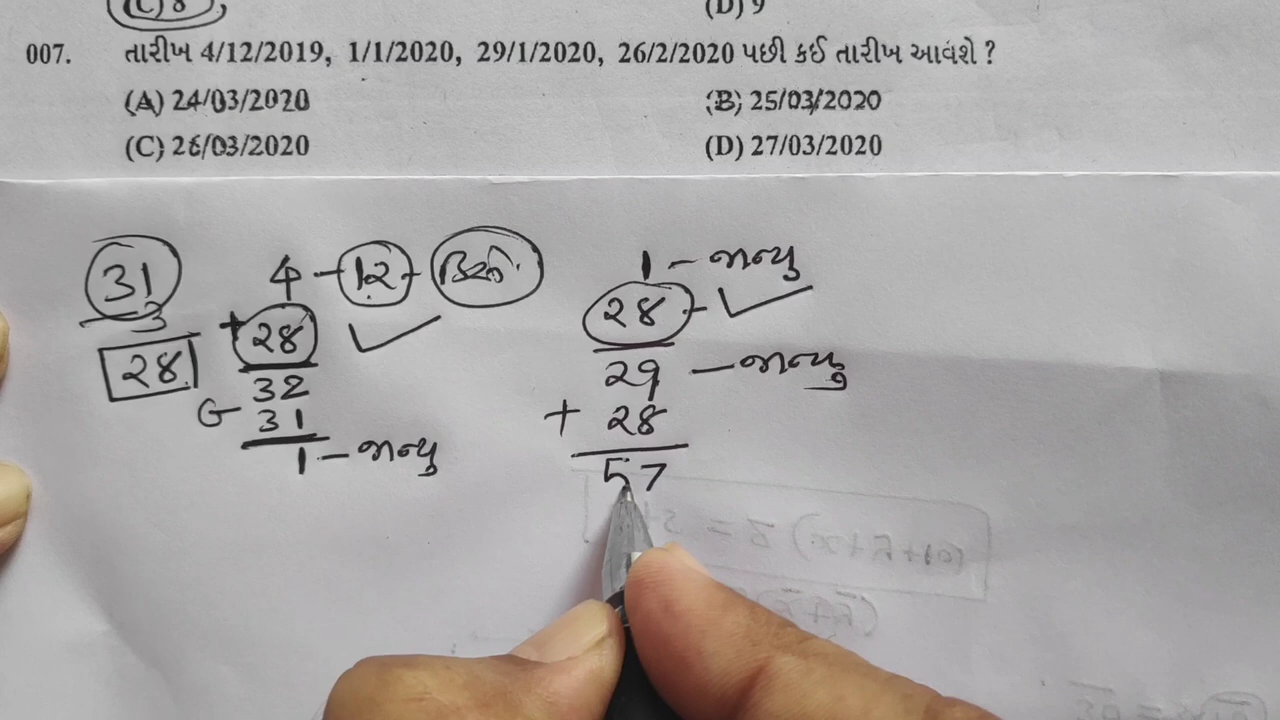 (C) 8 (D) 9
007. તારીખ 4/12/2019, 1/1/2020, 29/1/2020, 26/2/2020 પછી કઈ તારીખ આવશે ?
(A) 24/03/2020 (B) 25/03/2020
(C) 26/03/2020 (D) 27/03/2020
31
3
28
4 - 12 -
+ 28
32
31
1 - જાન્યુ
1 - જાન્યુ
28 -
29 - જાન્યુ
+ 28
57